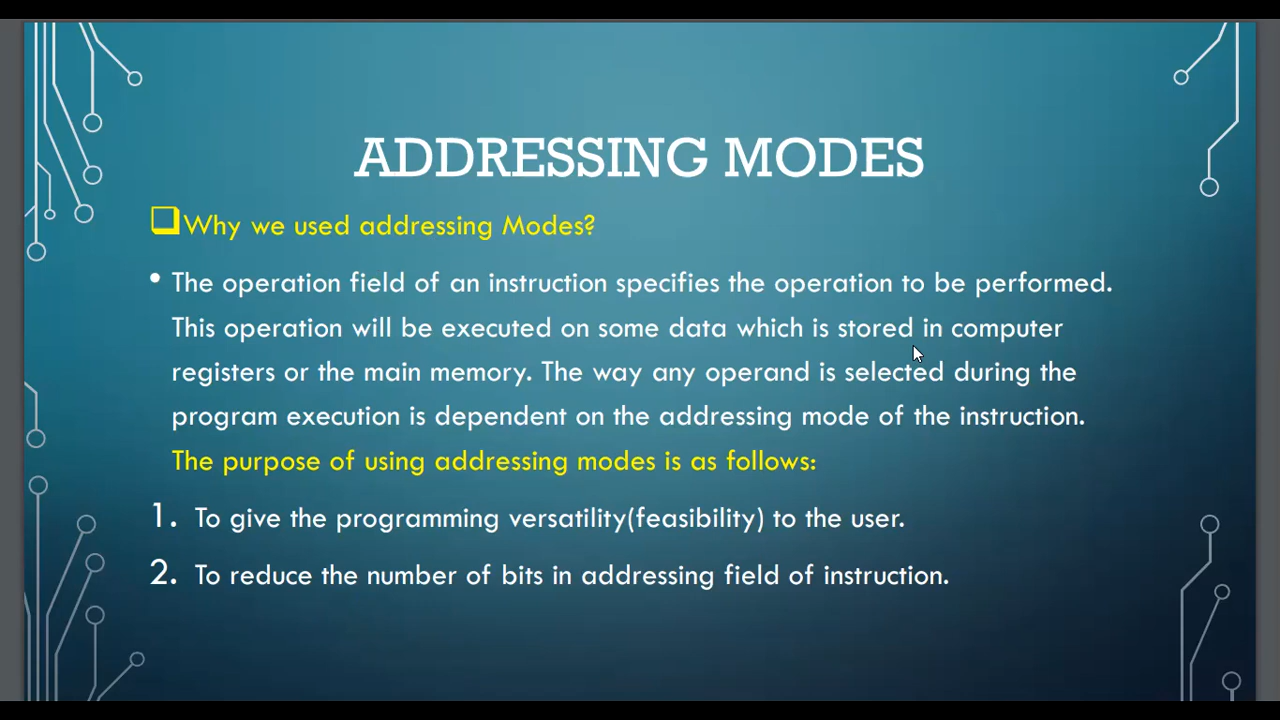 ADDRESSING MODES
❑Why we used addressing Modes?
• The operation field of an instruction specifies the operation to be performed.
This operation will be executed on some data which is stored in computer
registers or the main memory. The way any operand is selected during the
program execution is dependent on the addressing mode of the instruction.
The purpose of using addressing modes is as follows:
1. To give the programming versatility(feasibility) to the user.
2. To reduce the number of bits in addressing field of instruction.